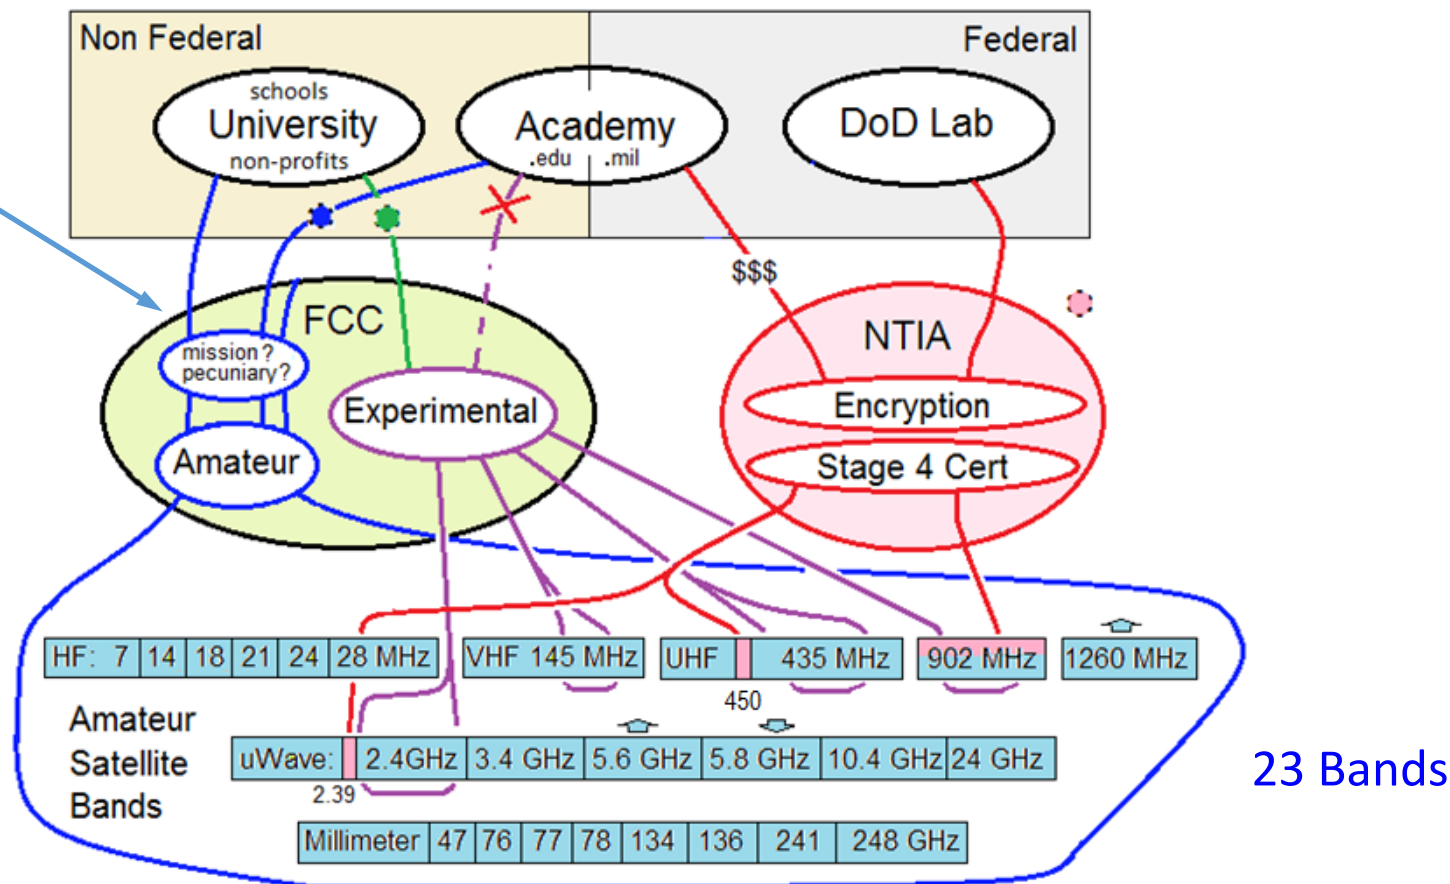 Non Federal
Federal
schools
University
non-profits
Academy
.edu .mil
DoD Lab
$$$
FCC
NTIA
mission ?
pecuniary ?
Experimental
Encryption
Amateur
Stage 4 Cert
HF: 7 14 18 21 24 28 MHz
VHF 145 MHz
UHF 435 MHz
902 MHz
1260 MHz
450
Amateur
Satellite
Bands
uWave: 2.4GHz 3.4 GHz 5.6 GHz 5.8 GHz 10.4 GHz 24 GHz
2.39
23 Bands
Millimeter 47 76 77 78 134 136 241 248 GHz